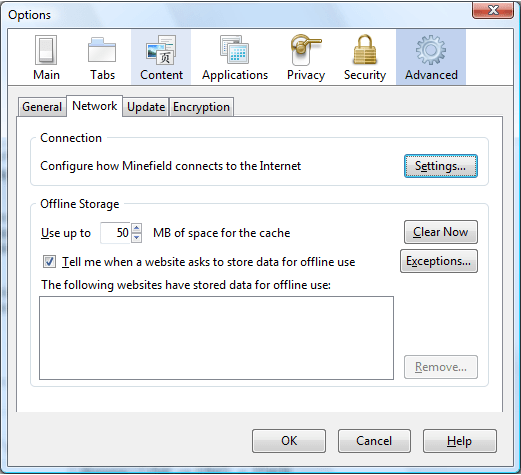 Options
Main Tabs Content Applications Privacy Security Advanced
General Network Update Encryption
Connection
Configure how Minefield connects to the Internet Settings...
Offline Storage
Use up to 50 MB of space for the cache Clear Now
Tell me when a website asks to store data for offline use Exceptions...
The following websites have stored data for offline use:
Remove...
OK Cancel Help